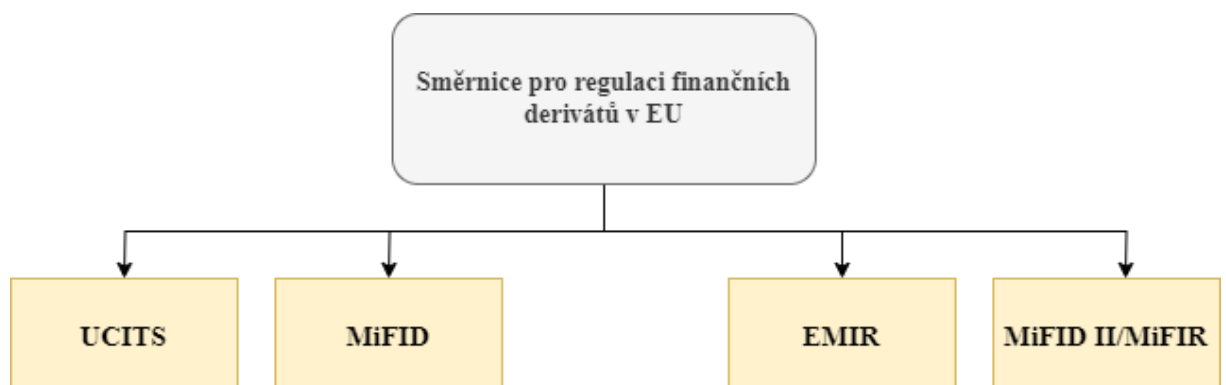 Směrnice pro regulaci finančních
derivátů v EU
UCITS
MiFID
EMIR
MiFID II/MiFIR